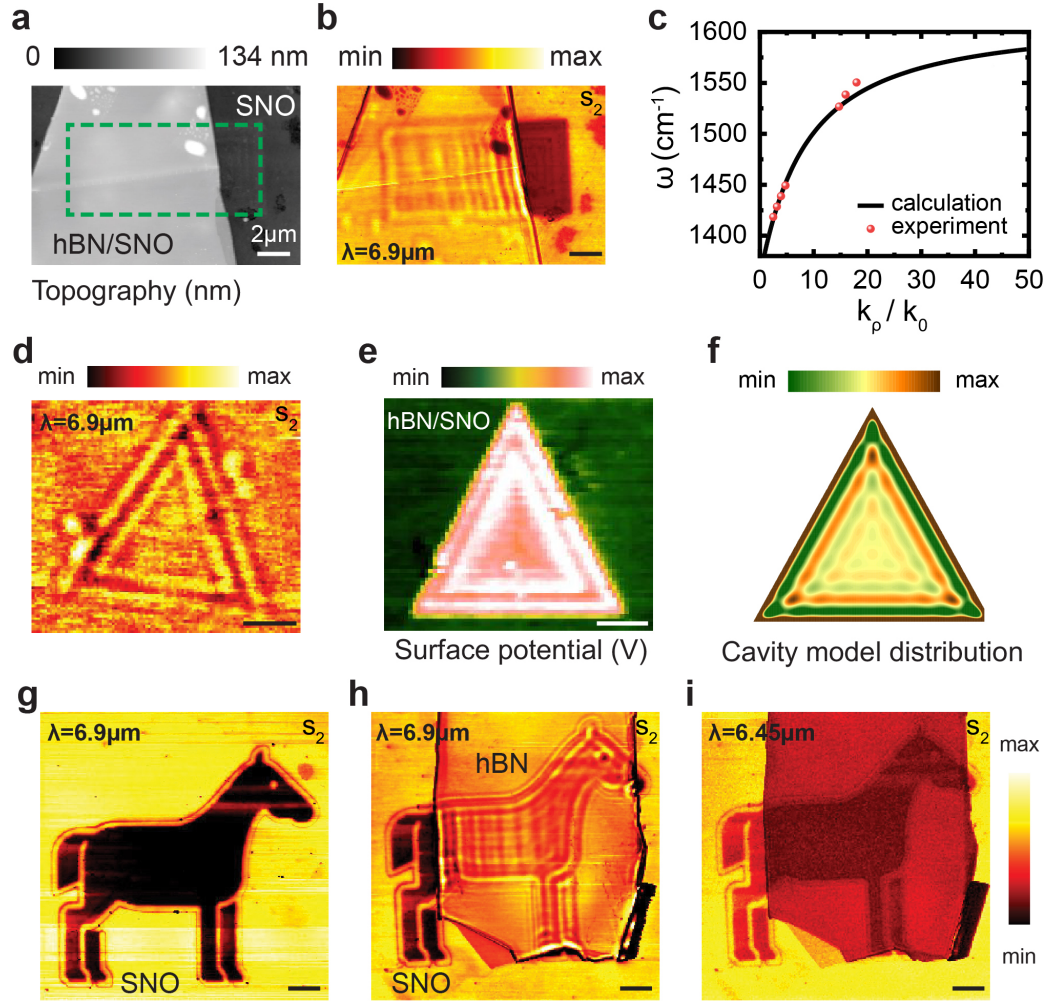 a
0 134 nm
SNO
hBN/SNO
2μm
Topography (nm)
b
min max
s2
λ=6.9μm
c
1600
1550
1500
1450
1400
ω (cm-1)
calculation
experiment
0 10 20 30 40 50
kρ / k0
d
min max
λ=6.9μm
s2
e
min max
hBN/SNO
Surface potential (V)
f
min max
Cavity model distribution
g
λ=6.9μm
s2
SNO
h
λ=6.9μm
s2
hBN
SNO
i
λ=6.45μm
s2
max
min